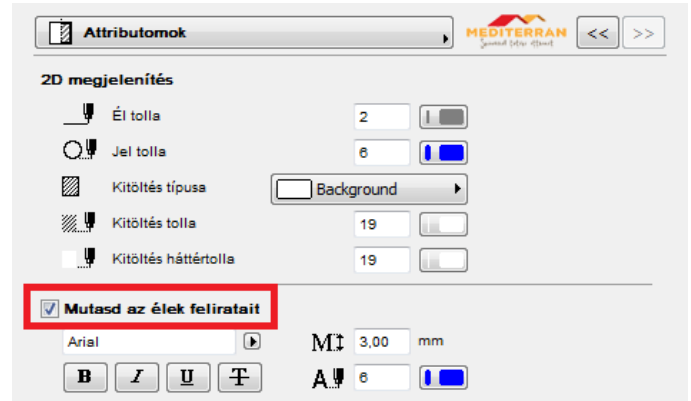 Attributomok
MEDITERRAN
<< >>
2D megjelenítés
Él tolla 2
Jel tolla 6
Kitöltés típusa Background
Kitöltés tolla 19
Kitöltés háttértolla 19
Mutasd az élek feliratait
Arial M 3,00 mm
B I U T A 6